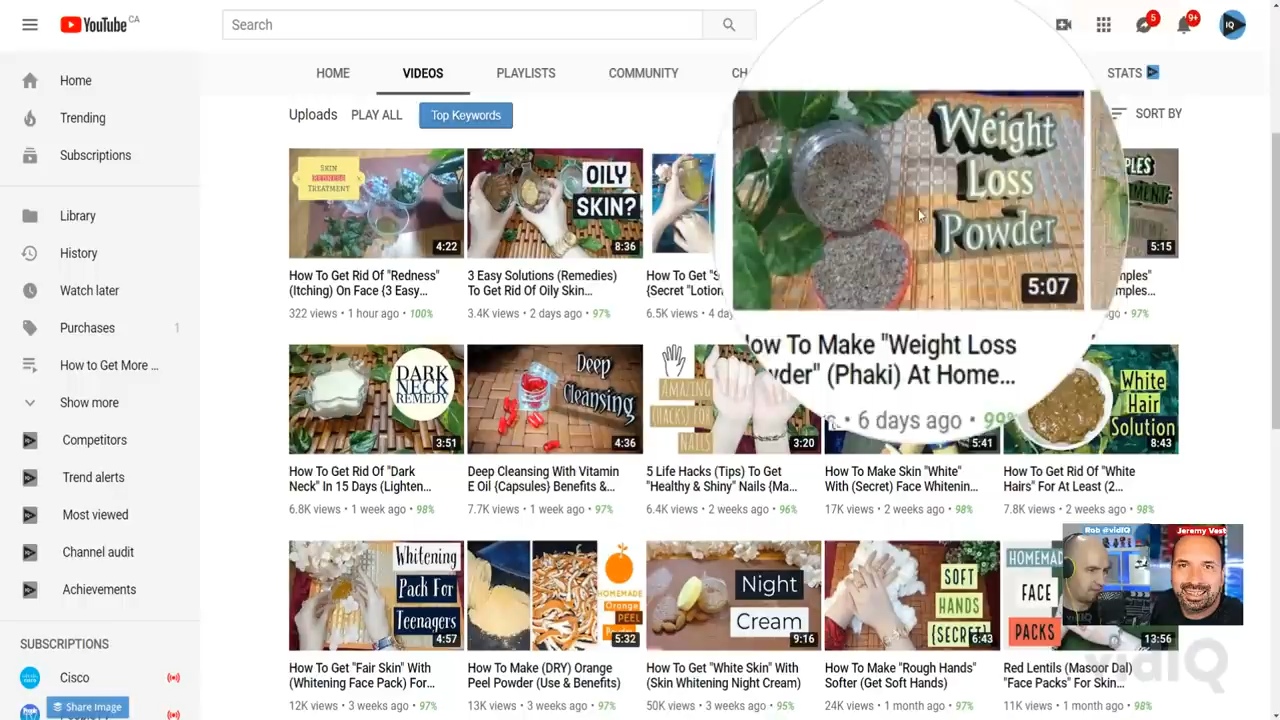 YouTube CA
Search
5
9+
IQ
Home
Trending
Subscriptions
Library
History
Watch later
Purchases 1
How to Get More ...
Show more
Competitors
Trend alerts
Most viewed
Channel audit
Achievements
SUBSCRIPTIONS
Cisco
Share Image
HOME VIDEOS PLAYLISTS COMMUNITY CH STATS
Uploads PLAY ALL Top Keywords SORT BY
SKIN
TREATMENT
4:22
How To Get Rid Of "Redness"
(Itching) On Face {3 Easy...
322 views • 1 hour ago • 100%
OILY
SKIN?
8:36
3 Easy Solutions (Remedies)
To Get Rid Of Oily Skin...
3.4K views • 2 days ago • 97%
How To Get "S
{Secret "Lotion
6.5K views • 4 day
Weight
Loss
Powder
5:07
ow To Make "Weight Loss
wder" (Phaki) At Home...
• 6 days ago • 99%
PLES
5:15
mples"
mples...
• 97%
DARK
NECK
REMEDY
3:51
How To Get Rid Of "Dark
Neck" In 15 Days (Lighten...
6.8K views • 1 week ago • 98%
Deep
Cleansing
4:36
Deep Cleansing With Vitamin
E Oil {Capsules} Benefits &...
7.7K views • 1 week ago • 97%
AMAZING
(HACKS) FOR
NAILS
3:20
5 Life Hacks (Tips) To Get
"Healthy & Shiny" Nails {Ma...
6.4K views • 2 weeks ago • 96%
5:41
How To Make Skin "White"
With (Secret) Face Whitenin...
17K views • 2 weeks ago • 98%
White
Hair
Solution
8:43
How To Get Rid Of "White
Hairs" For At Least (2...
7.8K views • 2 weeks ago • 98%
Whitening
Pack For
Teenagers
4:57
How To Get "Fair Skin" With
(Whitening Face Pack) For...
12K views • 3 weeks ago • 97%
HOMEMADE
Orange
PEEL
5:32
How To Make (DRY) Orange
Peel Powder (Use & Benefits)
13K views • 3 weeks ago • 97%
Night
Cream
9:16
How To Get "White Skin" With
(Skin Whitening Night Cream)
50K views • 3 weeks ago • 95%
SOFT
HANDS
{SECRET}
6:43
How To Make "Rough Hands"
Softer (Get Soft Hands)
24K views • 1 month ago • 97%
HOMEMADE
FACE
PACKS
13:56
Red Lentils (Masoor Dal)
"Face Packs" For Skin...
11K views • 1 month ago • 98%
Rob @vidIQ
Jeremy Vest
vidIQ